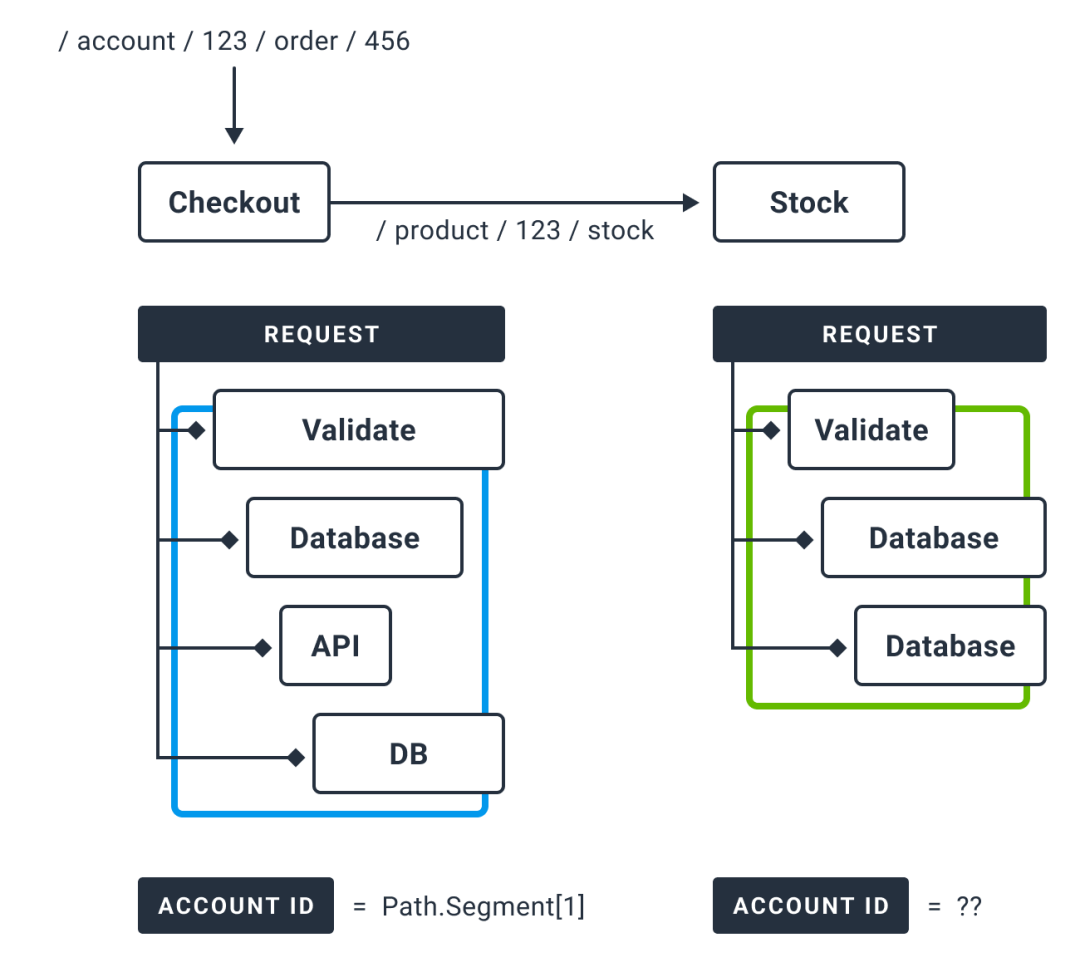 / account / 123 / order / 456
Checkout
Stock
/ product / 123 / stock
REQUEST
Validate
Database
API
DB
REQUEST
Validate
Database
Database
ACCOUNT ID = Path.Segment[1]
ACCOUNT ID = ??